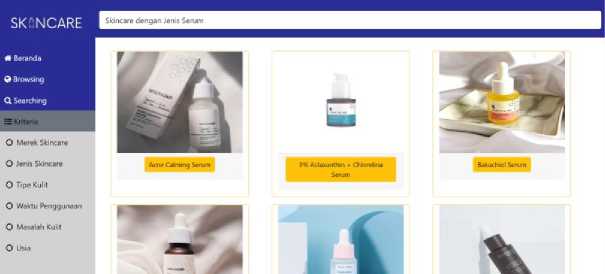 SKINCARE
Skincare dengan Jenis Serum
Beranda
Browsing
Searching
Kriteria
Merek Skincare
Jenis Skincare
Tipe Kulit
Waktu Penggunaan
Masalah Kulit
Usia
Acne Calming Serum
3% Astaxanthin + Chlorelina
Serum
Bakuchiol Serum